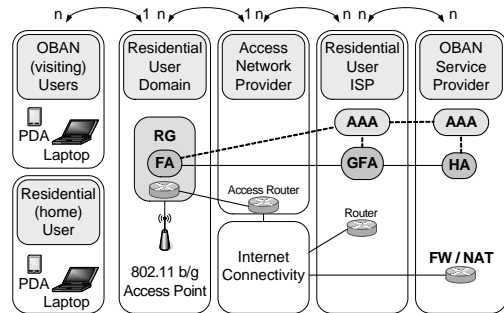 n 1 n 1 n n n n
OBAN
(visiting)
Users
PDA
Laptop
Residential
(home)
User
PDA
Laptop
Residential
User
Domain
RG
FA
802.11 b/g
Access Point
Access
Network
Provider
Access Router
Internet
Connectivity
Residential
User
ISP
AAA
GFA
Router
OBAN
Service
Provider
AAA
HA
FW / NAT